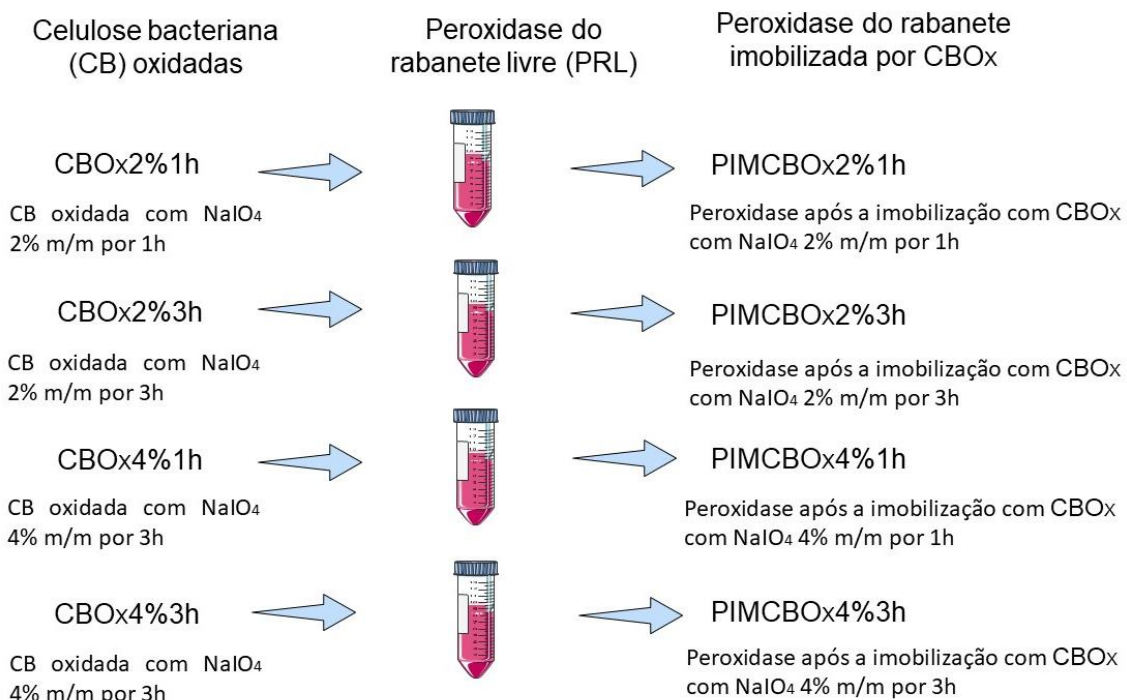 Celulose bacteriana
(CB) oxidadas
Peroxidase do
rabanete livre (PRL)
Peroxidase do rabanete
imobilizada por CBOx
CBOx2%1h
CB oxidada com NaIO4
2% m/m por 1h
PIMCBOx2%1h
Peroxidase após a imobilização com CBOx
com NaIO4 2% m/m por 1h
CBOx2%3h
CB oxidada com NaIO4
2% m/m por 3h
PIMCBOx2%3h
Peroxidase após a imobilização com CBOx
com NaIO4 2% m/m por 3h
CBOx4%1h
CB oxidada com NaIO4
4% m/m por 3h
PIMCBOx4%1h
Peroxidase após a imobilização com CBOx
com NaIO4 4% m/m por 1h
CBOx4%3h
CB oxidada com NaIO4
4% m/m por 3h
PIMCBOx4%3h
Peroxidase após a imobilização com CBOx
com NaIO4 4% m/m por 3h